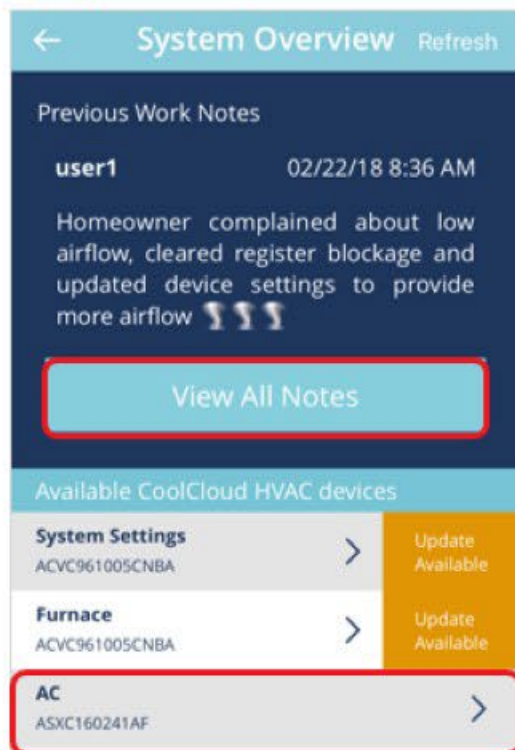 System Overview Refresh
Previous Work Notes
user1 02/22/18 8:36 AM
Homeowner complained about low
airflow, cleared register blockage and
updated device settings to provide
more airflow 🌪🌪🌪
View All Notes
Available CoolCloud HVAC devices
System Settings
ACVC961005CNBA
Update
Available
Furnace
ACVC961005CNBA
Update
Available
AC
ASXC160241AF